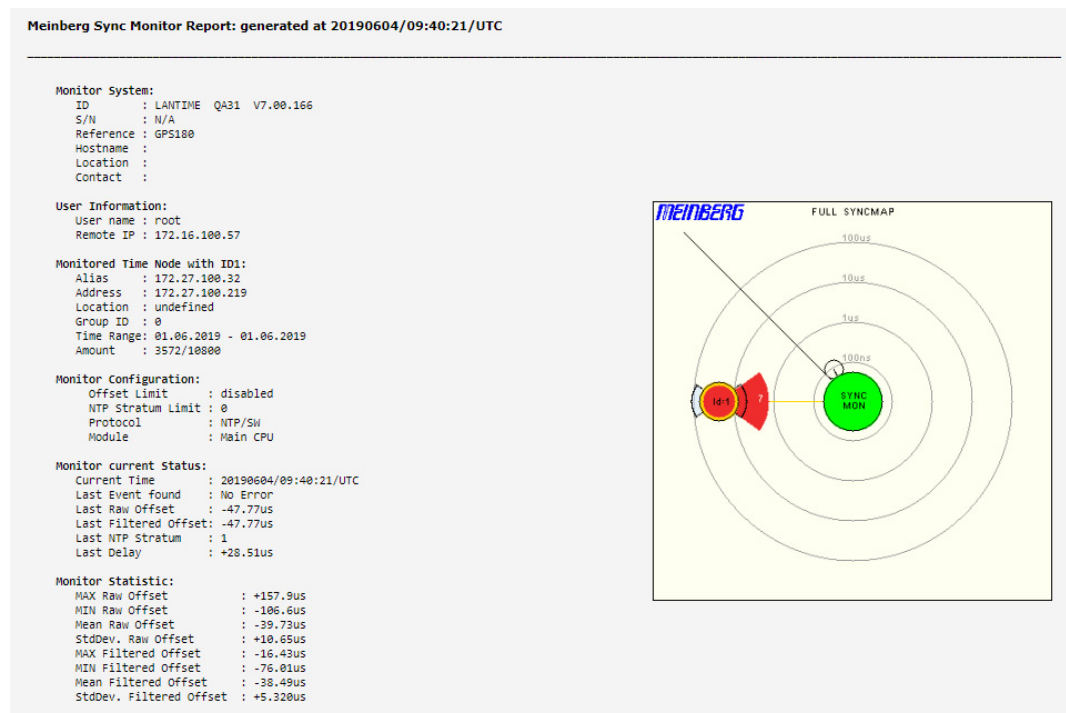 Meinberg Sync Monitor Report: generated at 20190604/09:40:21/UTC
Monitor System:
ID : LANTIME QA31 V7.00.166
S/N : N/A
Reference : GPS180
Hostname :
Location :
Contact :
User Information:
User name : root
Remote IP : 172.16.100.57
Monitored Time Node with ID1:
Alias : 172.27.100.32
Address : 172.27.100.219
Location : undefined
Group ID : 0
Time Range: 01.06.2019 - 01.06.2019
Amount : 3572/10800
Monitor Configuration:
Offset Limit : disabled
NTP Stratum Limit : 0
Protocol : NTP/SW
Module : Main CPU
Monitor current Status:
Current Time : 20190604/09:40:21/UTC
Last Event found : No Error
Last Raw Offset : -47.77us
Last Filtered Offset: -47.77us
Last NTP Stratum : 1
Last Delay : +28.51us
Monitor Statistic:
MAX Raw Offset : +157.9us
MIN Raw Offset : -106.6us
Mean Raw Offset : -39.73us
StdDev. Raw Offset : +10.65us
MAX Filtered Offset : -16.43us
MIN Filtered Offset : -76.01us
Mean Filtered Offset : -38.49us
StdDev. Filtered Offset : +5.320us
MEINBERG
FULL SYNCMAP
100us
10us
1us
100ns
Id:1
7
SYNC
MON